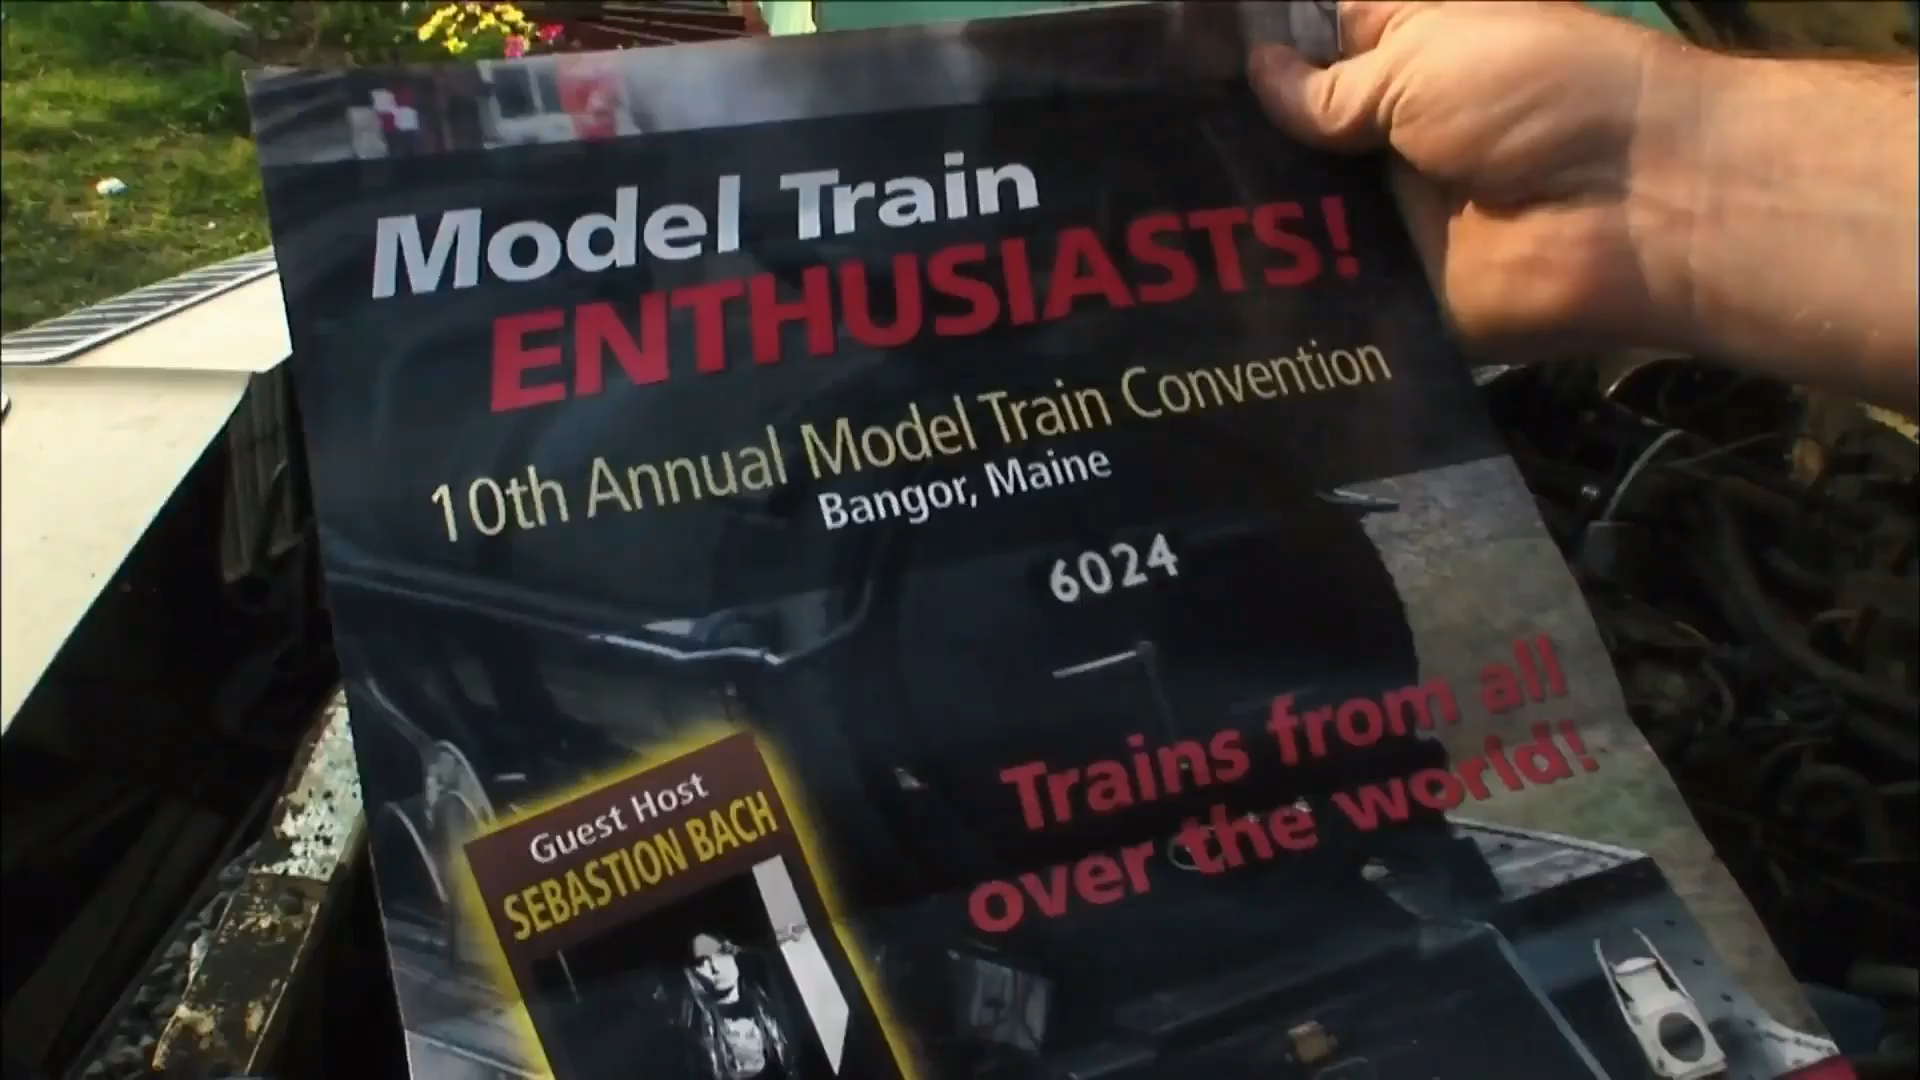 Model Train
ENTHUSIASTS!
10th Annual Model Train Convention
Bangor, Maine
6024
Trains from all
over the world!
Guest Host
SEBASTION BACH